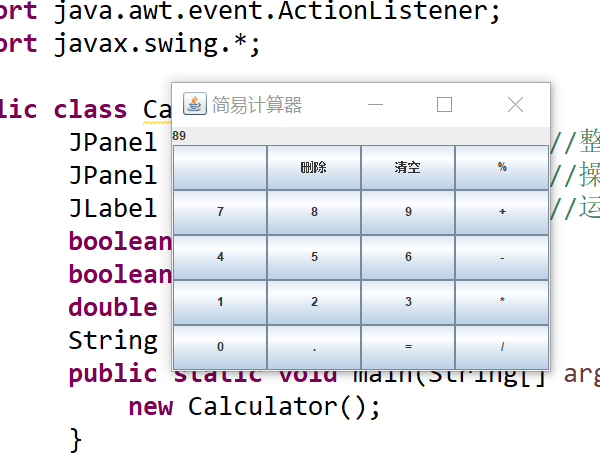 ort java.awt.event.ActionListener;
ort javax.swing.*;
lic class Ca
简易计算器
89
JPanel //整
删除 清空 %
JPanel //操
7 8 9 +
JLabel //运
boolean
4 5 6 -
boolean
1 2 3 *
double
String
0 . = /
public static void main(String[] arg
new Calculator();
}